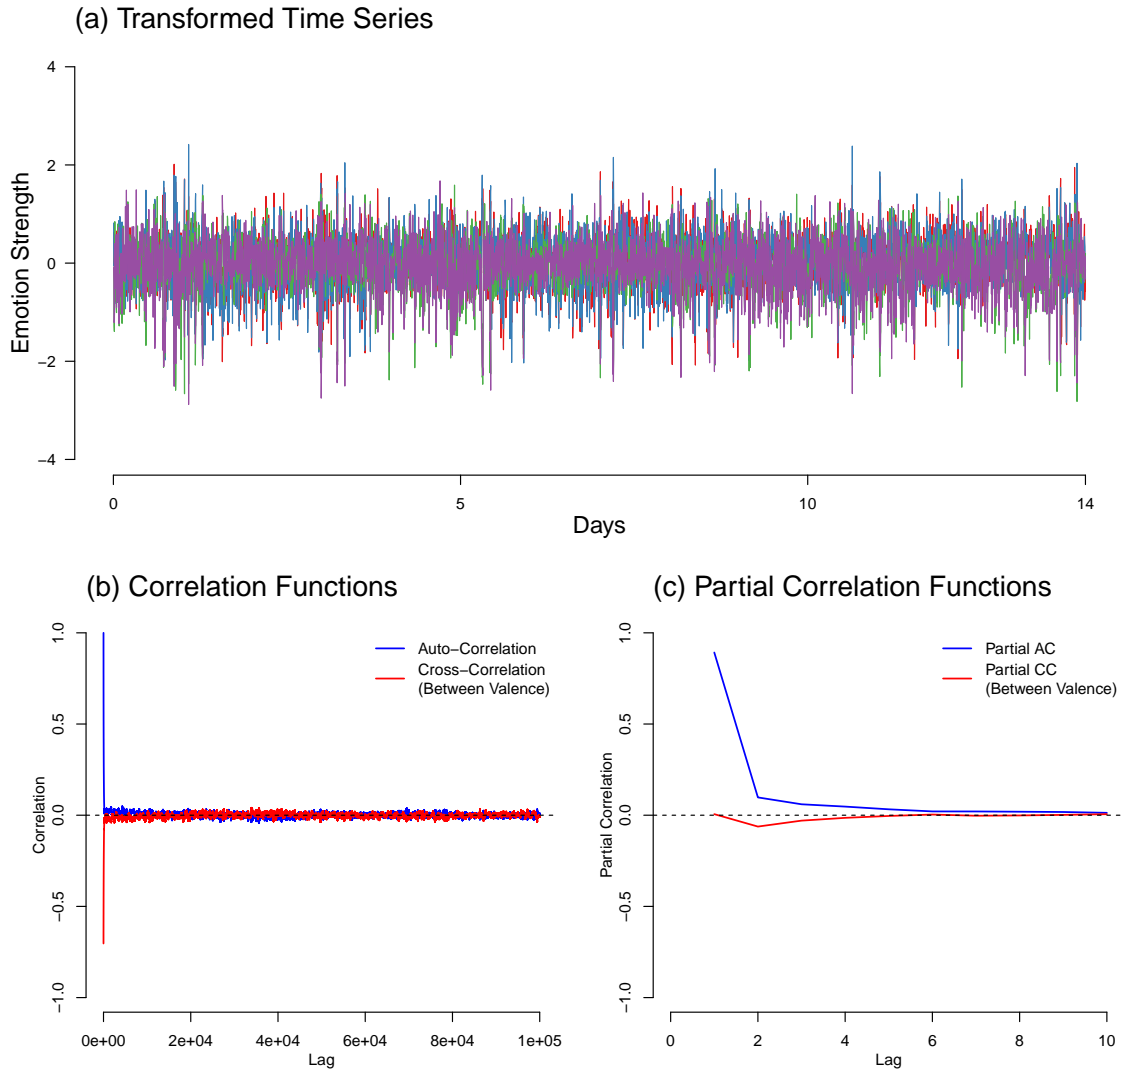 (a) Transformed Time Series
4
2
0
−2
−4
Emotion Strength
0 5 10 14
Days
(b) Correlation Functions
1.0
0.5
0.0
−0.5
−1.0
Correlation
Auto−Correlation
Cross−Correlation
(Between Valence)
0e+00 2e+04 4e+04 6e+04 8e+04 1e+05
Lag
(c) Partial Correlation Functions
1.0
0.5
0.0
−0.5
−1.0
Partial Correlation
Partial AC
Partial CC
(Between Valence)
0 2 4 6 8 10
Lag